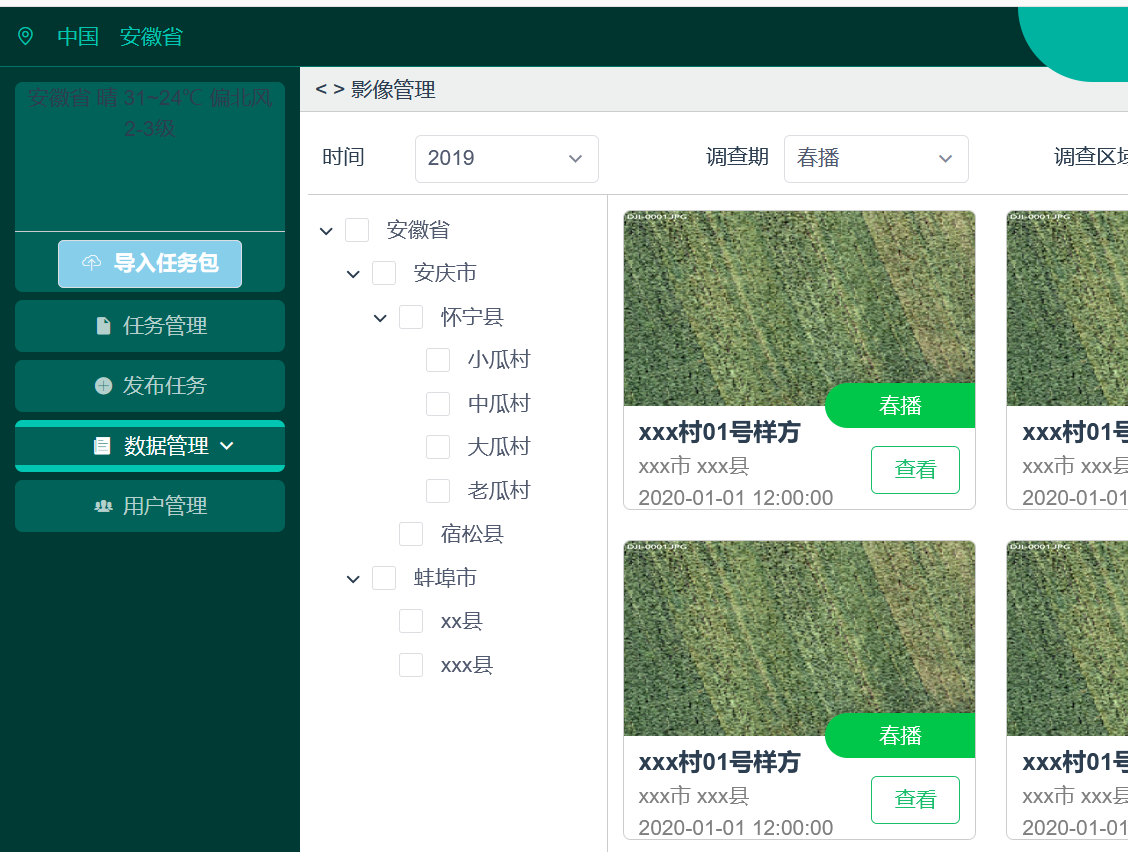 中国 安徽省
安徽省 晴 31~24℃ 偏北风
2-3级
导入任务包
任务管理
发布任务
数据管理
用户管理
< > 影像管理
时间 2019 调查期 春播 调查区域
安徽省
安庆市
怀宁县
小瓜村
中瓜村
大瓜村
老瓜村
宿松县
蚌埠市
xx县
xxx县
DJI-0001.JPG
春播
xxx村01号样方
xxx市 xxx县
查看
2020-01-01 12:00:00
DJI-0001.JPG
xxx村01号
xxx市 xxx县
2020-01-01
DJI-0001.JPG
春播
xxx村01号样方
xxx市 xxx县
查看
2020-01-01 12:00:00
DJI-0001.JPG
xxx村01号
xxx市 xxx县
2020-01-01